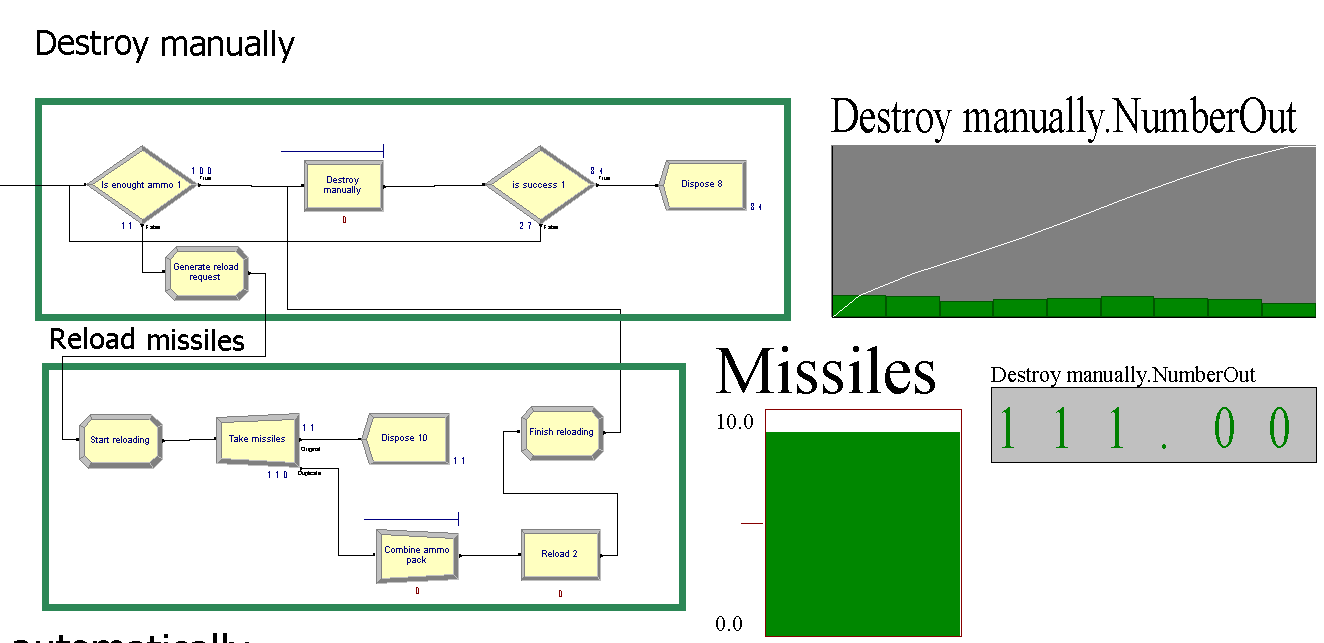 Destroy manually
Destroy manually.NumberOut
Is enought ammo 1
100
True
Destroy
manually
0
is success 1
84
True
Dispose 8
84
11
False
27
False
Generate reload
request
Reload missiles
Missiles
Destroy manually.NumberOut
10.0
111.00
Start reloading
Take missiles
11
Original
110
Duplicate
Dispose 10
11
Finish reloading
Combine ammo
pack
0
Reload 2
0
0.0
automatically